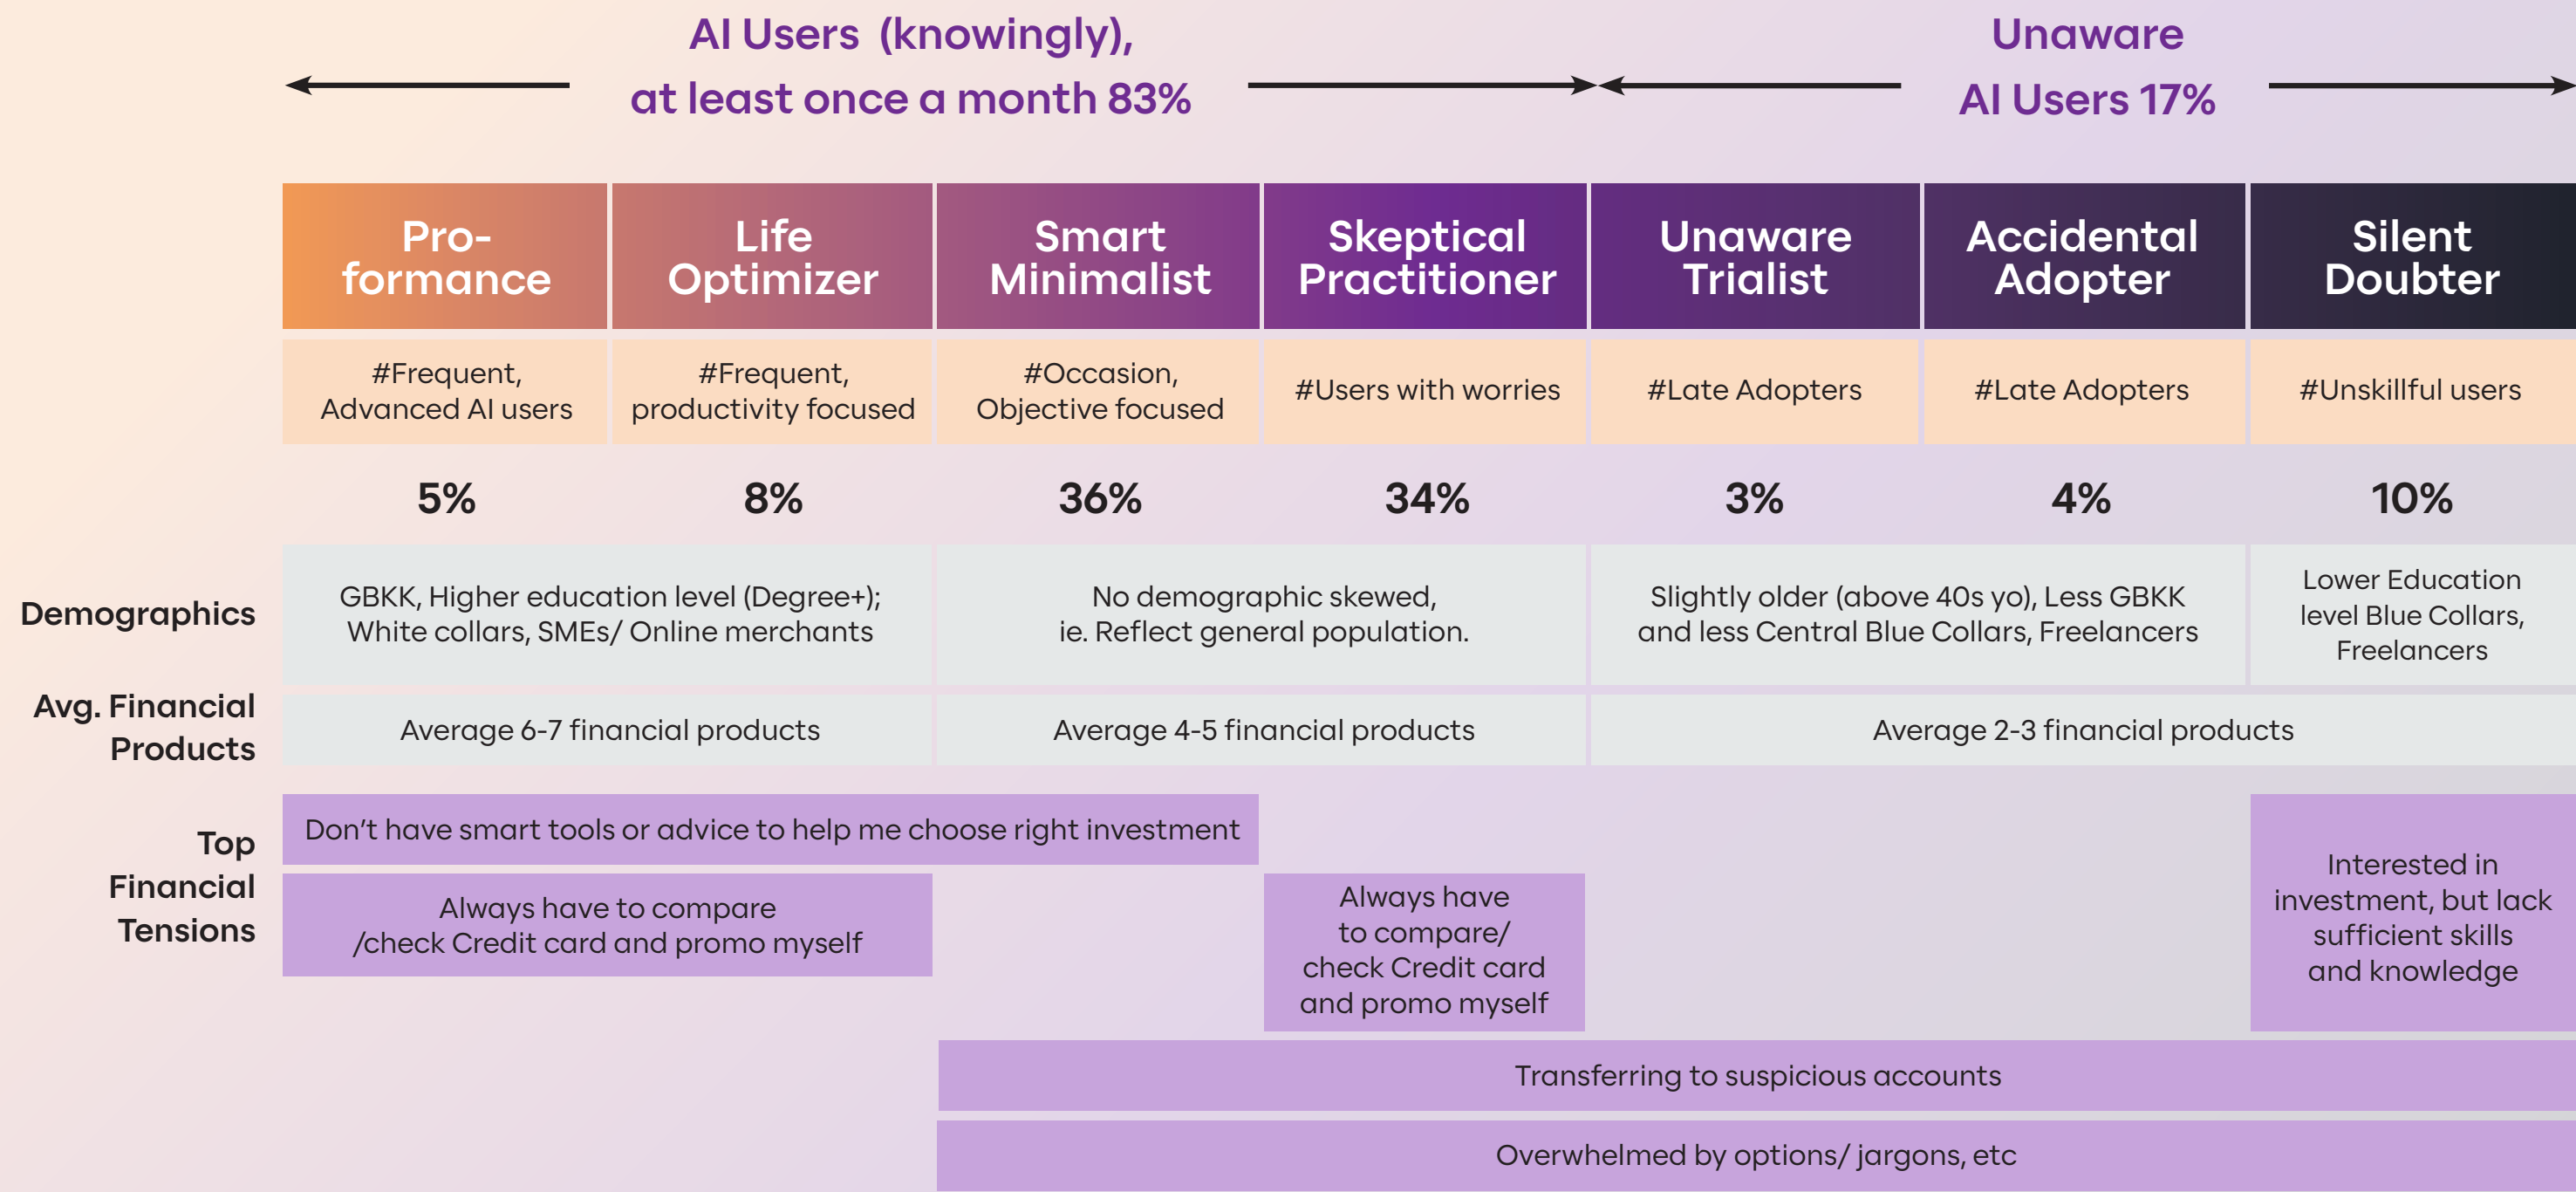 AI Users (knowingly),
at least once a month 83%
Unaware
AI Users 17%
Pro-
formance
Life
Optimizer
Smart
Minimalist
Skeptical
Practitioner
Unaware
Trialist
Accidental
Adopter
Silent
Doubter
#Frequent,
Advanced AI users
#Frequent,
productivity focused
#Occasion,
Objective focused
#Users with worries
#Late Adopters
#Late Adopters
#Unskillful users
5%
8%
36%
34%
3%
4%
10%
Demographics
GBKK, Higher education level (Degree+);
White collars, SMEs/ Online merchants
No demographic skewed,
ie. Reflect general population.
Slightly older (above 40s yo), Less GBKK
and less Central Blue Collars, Freelancers
Lower Education
level Blue Collars,
Freelancers
Avg. Financial
Products
Average 6-7 financial products
Average 4-5 financial products
Average 2-3 financial products
Top
Financial
Tensions
Don't have smart tools or advice to help me choose right investment
Always have to compare
/check Credit card and promo myself
Always have
to compare/
check Credit card
and promo myself
Interested in
investment, but lack
sufficient skills
and knowledge
Transferring to suspicious accounts
Overwhelmed by options/ jargons, etc